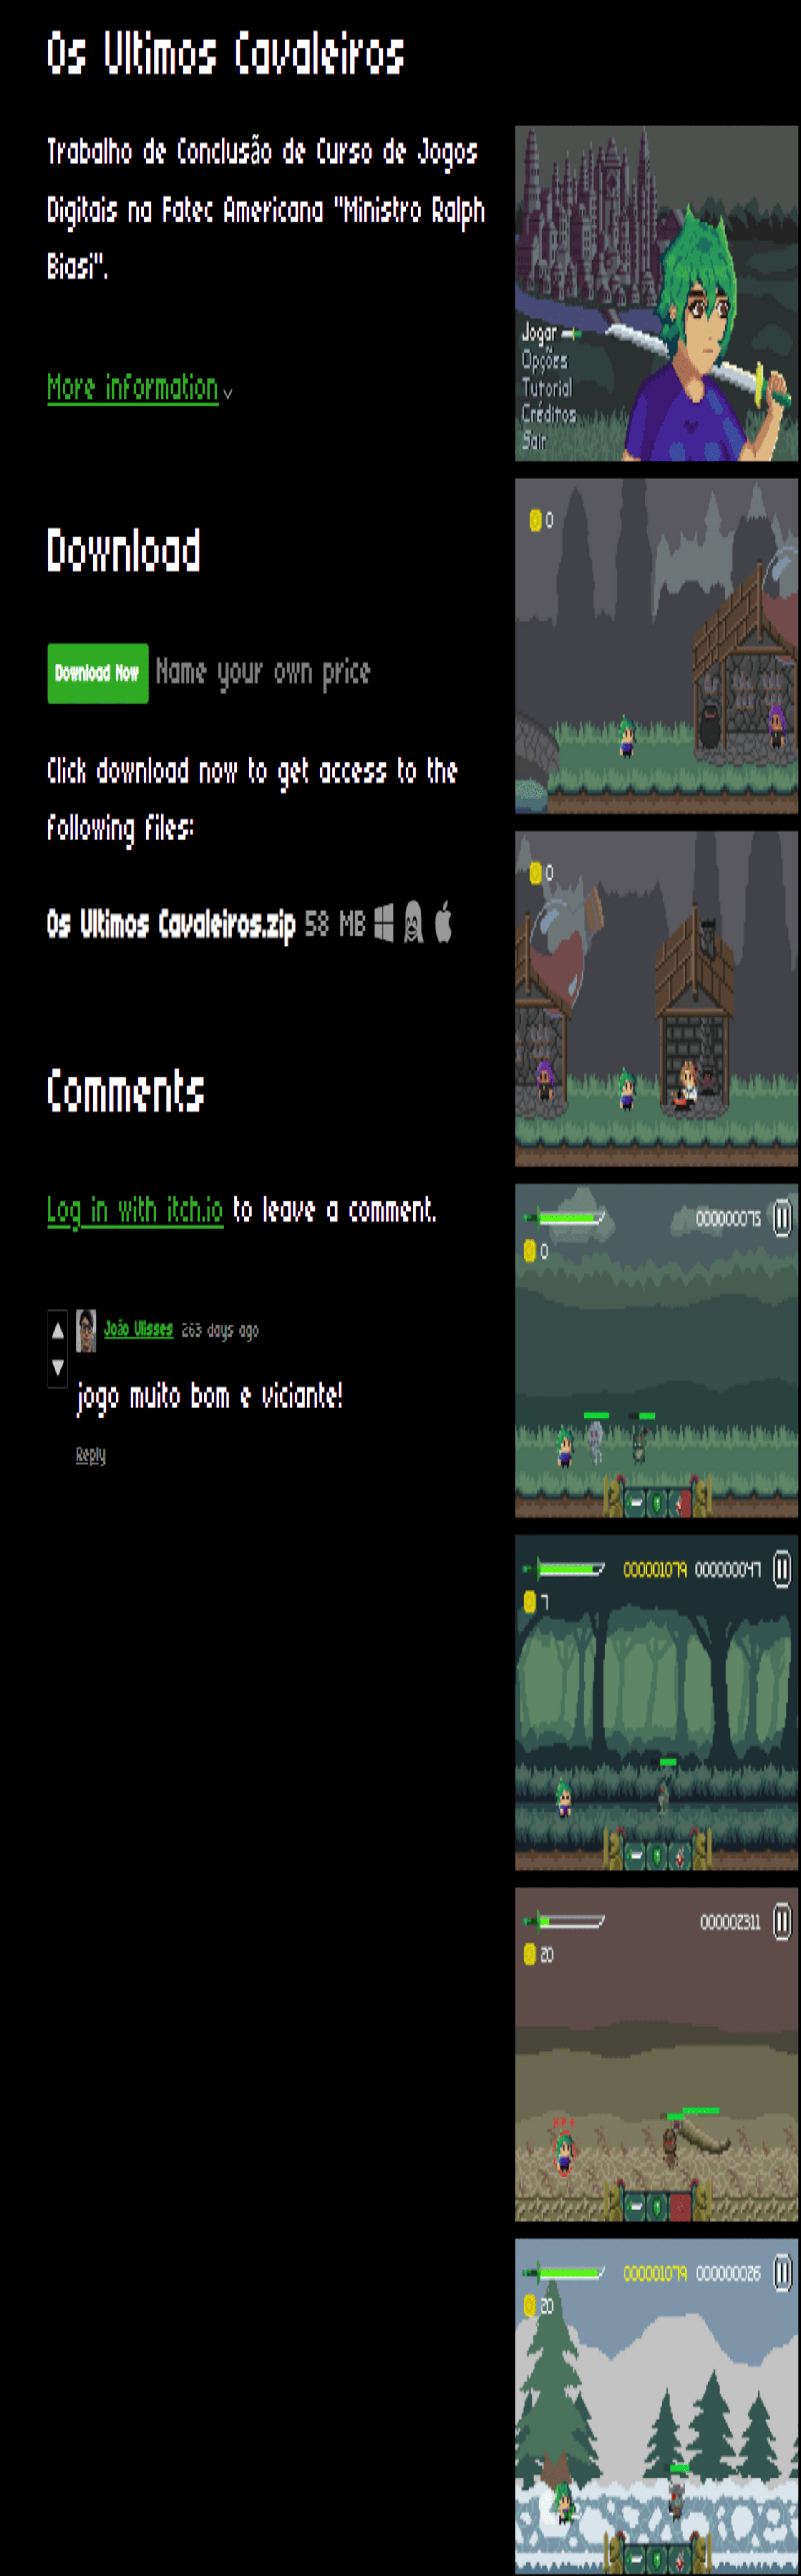 Os Ultimos Cavaleiros
Trabalho de Conclusão de Curso de Jogos
Digitais na Fatec Americana "Ministro Ralph
Biasi".
More information
Download
Download Now Name your own price
Click download now to get access to the
following files:
Os Ultimos Cavaleiros.zip 58 MB
Comments
Log in with itch.io to leave a comment.
João Ulisses 263 days ago
jogo muito bom e viciante!
Reply
Jogar
Opções
Tutorial
Créditos
Sair
0
0
000000075
0
000001079 000000047
7
000002311
20
000001079 000000026
20